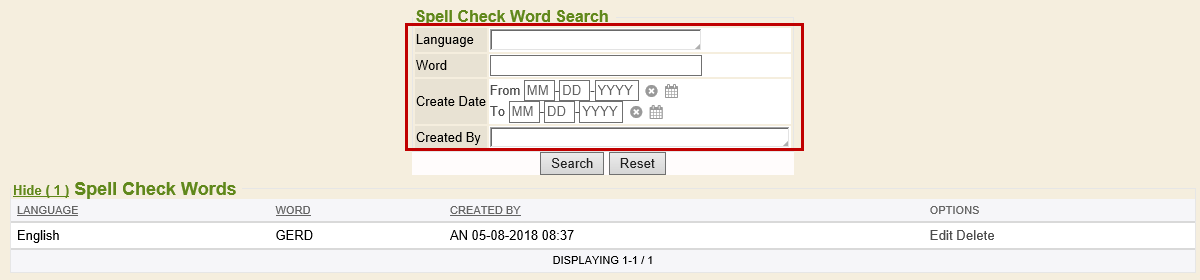 Spell Check Word Search
Language
Word
Create Date From MM-DD-YYYY
To MM-DD-YYYY
Created By
Search Reset
Hide ( 1 ) Spell Check Words
LANGUAGE WORD CREATED BY OPTIONS
English GERD AN 05-08-2018 08:37 Edit Delete
DISPLAYING 1-1 / 1